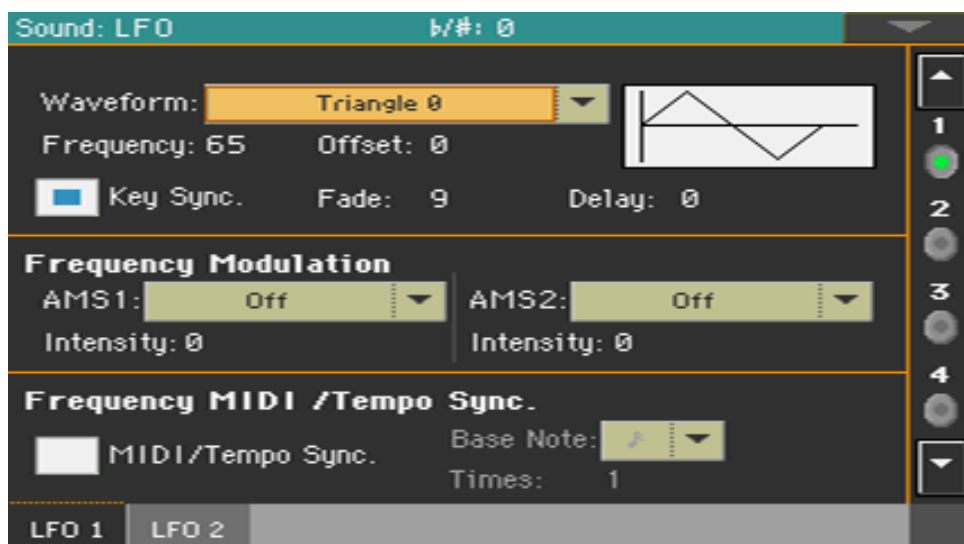 Sound: LFO b/#: 0
Waveform: Triangle 0
Frequency: 65 Offset: 0
Key Sync. Fade: 9 Delay: 0
Frequency Modulation
AMS1: Off AMS2: Off
Intensity: 0 Intensity: 0
Frequency MIDI /Tempo Sync.
MIDI/Tempo Sync. Base Note: ♪
Times: 1
LFO 1 LFO 2
1
2
3
4